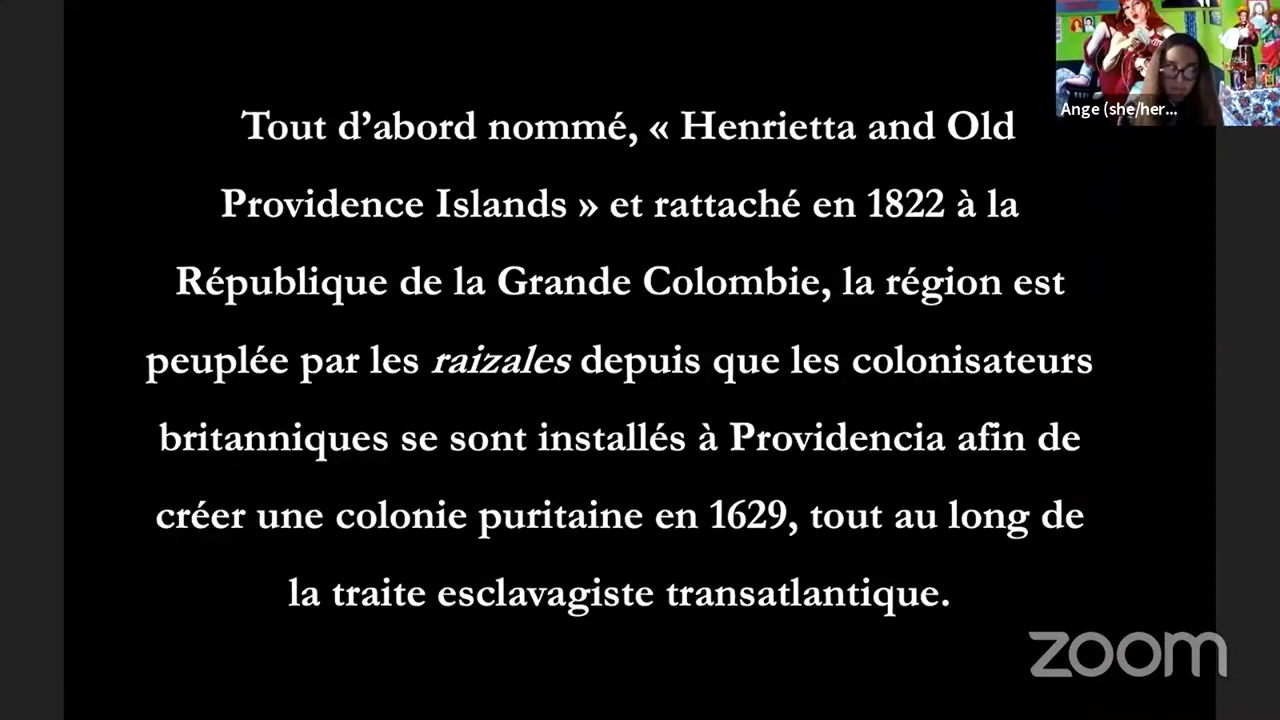 Tout d’abord nommé, « Henrietta and Old
Providence Islands » et rattaché en 1822 à la
République de la Grande Colombie, la région est
peuplée par les raizales depuis que les colonisateurs
britanniques se sont installés à Providencia afin de
créer une colonie puritaine en 1629, tout au long de
la traite esclavagiste transatlantique.
Ange (she/her...
zoom